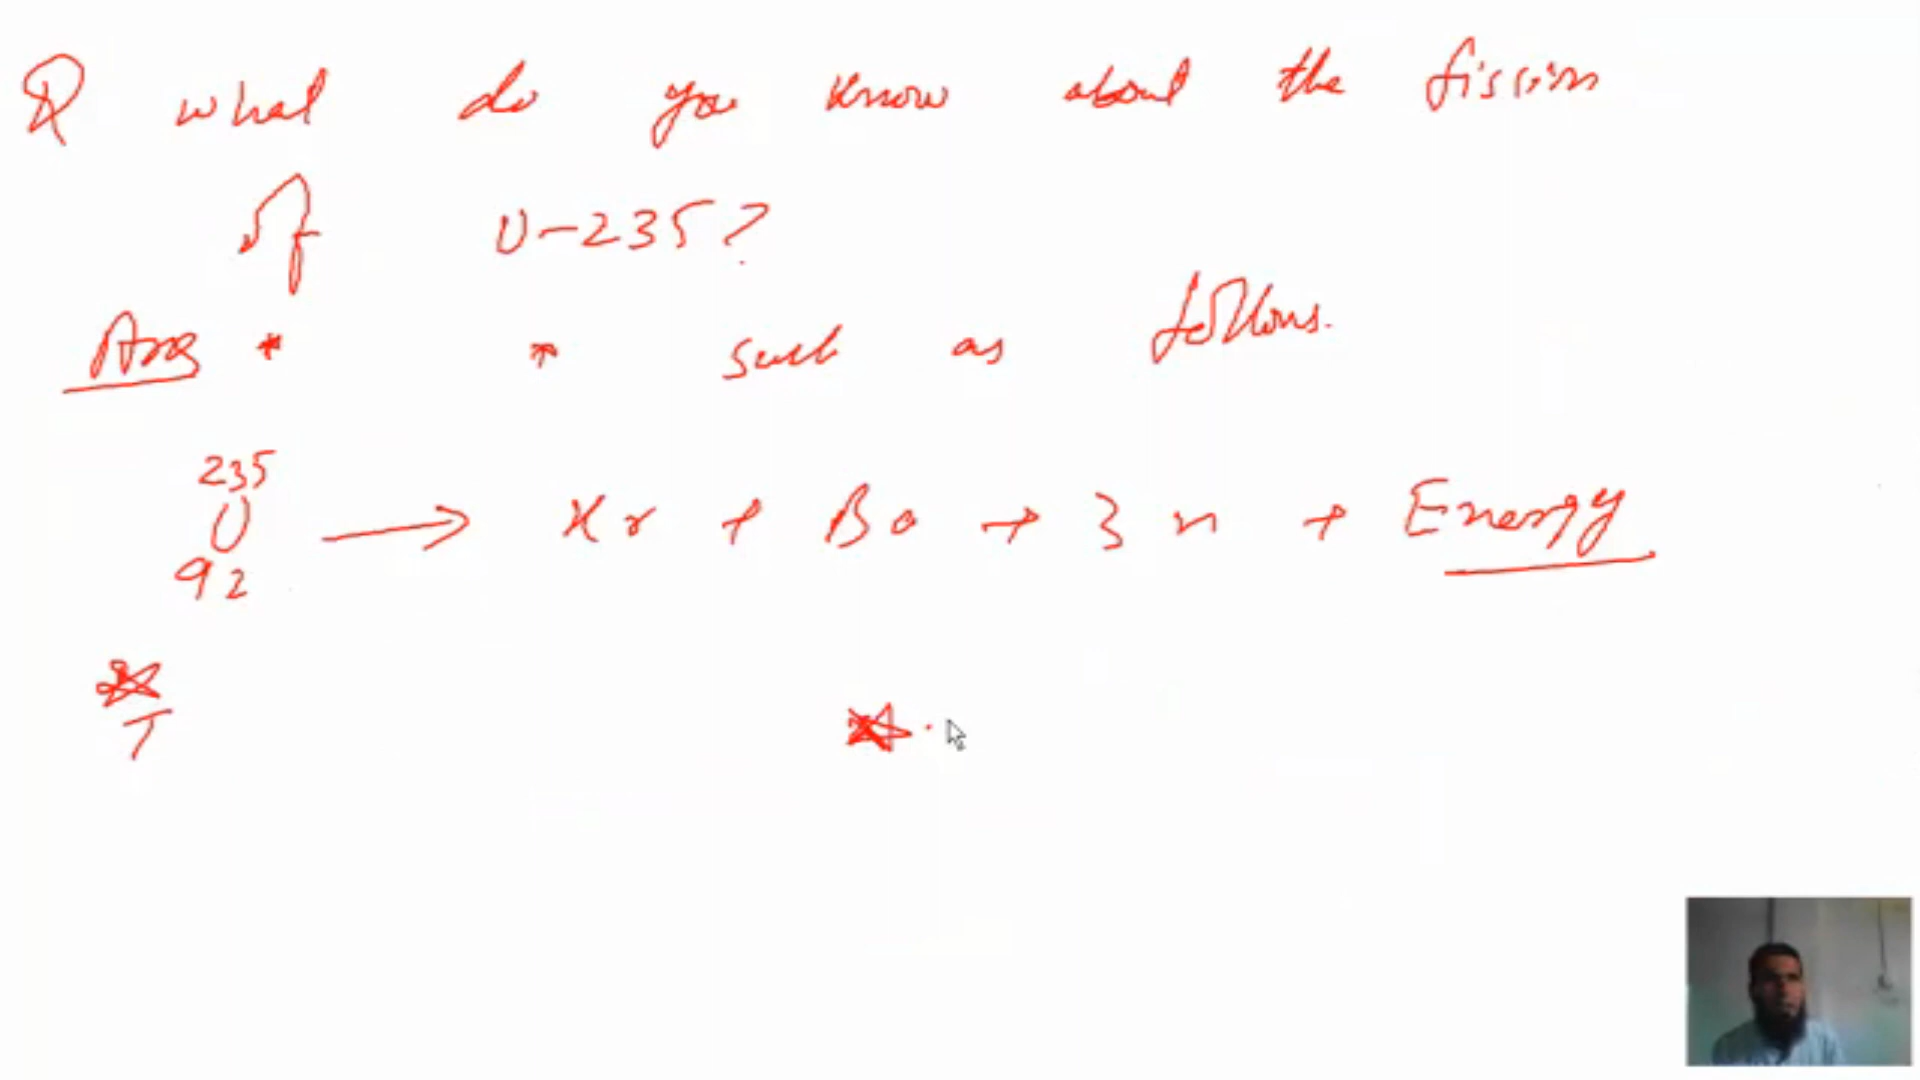 Q what do you know about the fission
of U-235?
Ans * * such as follows.
235
U → Kr + Ba + 3 n + Energy
92